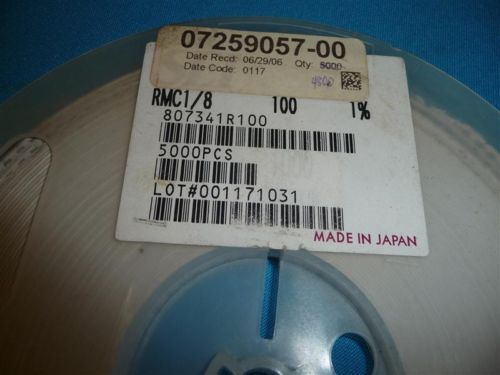 07259057-00
Date Recd: 06/29/06 Qty: 5000
Date Code: 0117 4800
RMC1/8 100 1%
807341R100
5000PCS
LOT#001171031
MADE IN JAPAN